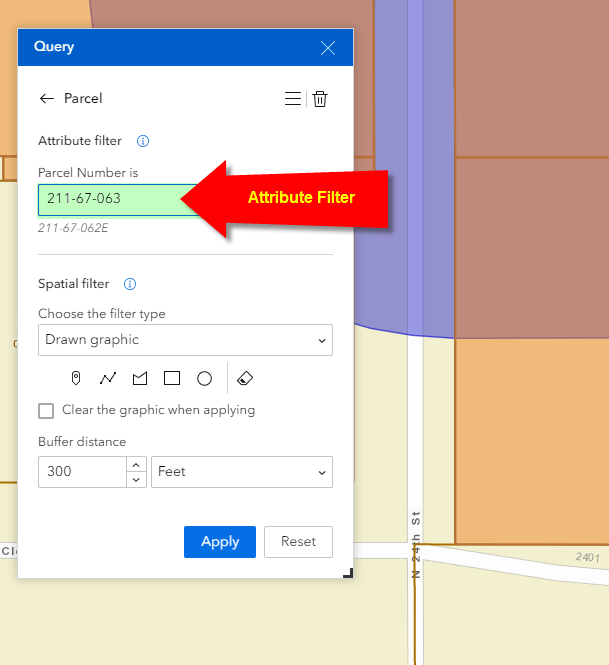 Query
Parcel
Attribute filter
Parcel Number is
211-67-063
Attribute Filter
211-67-062E
Spatial filter
Choose the filter type
Drawn graphic
Clear the graphic when applying
Buffer distance
300
Feet
Apply
Reset
N 24th St
2401